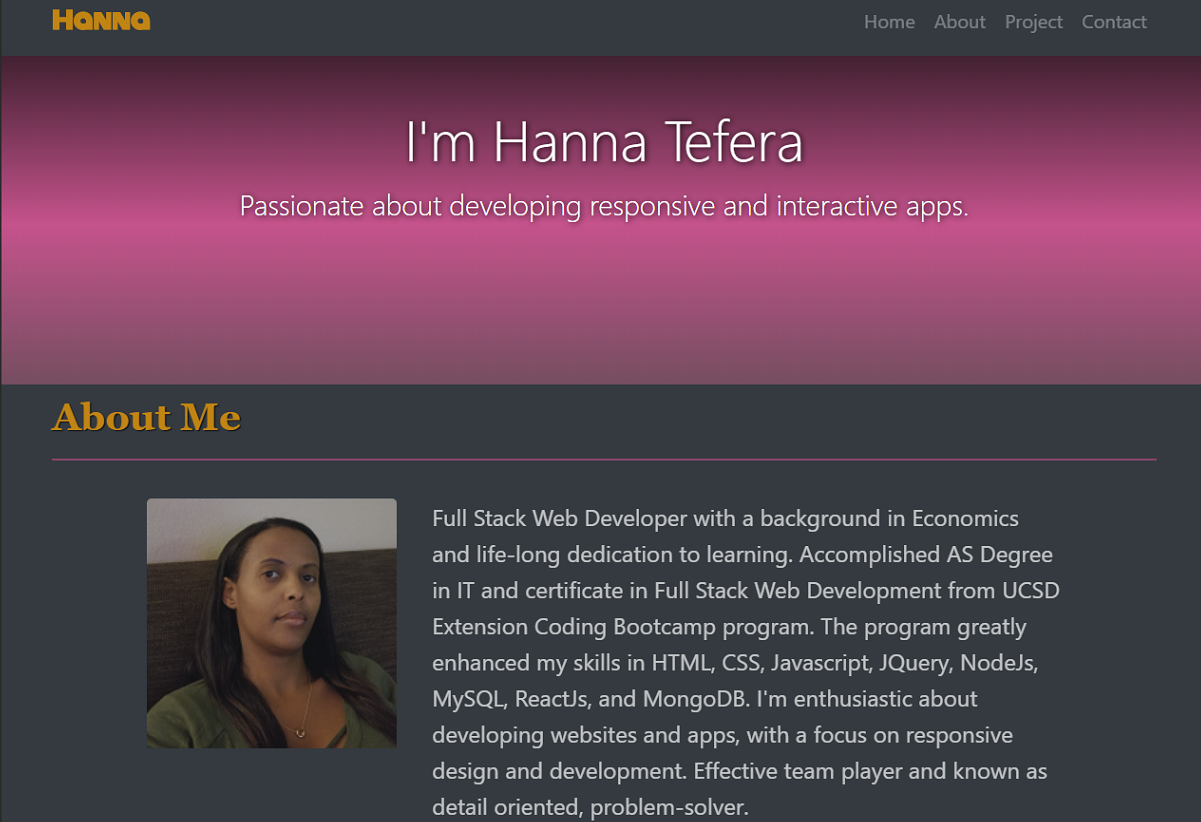 Hanna
Home About Project Contact
I'm Hanna Tefera
Passionate about developing responsive and interactive apps.
About Me
Full Stack Web Developer with a background in Economics
and life-long dedication to learning. Accomplished AS Degree
in IT and certificate in Full Stack Web Development from UCSD
Extension Coding Bootcamp program. The program greatly
enhanced my skills in HTML, CSS, Javascript, JQuery, NodeJs,
MySQL, ReactJs, and MongoDB. I'm enthusiastic about
developing websites and apps, with a focus on responsive
design and development. Effective team player and known as
detail oriented, problem-solver.